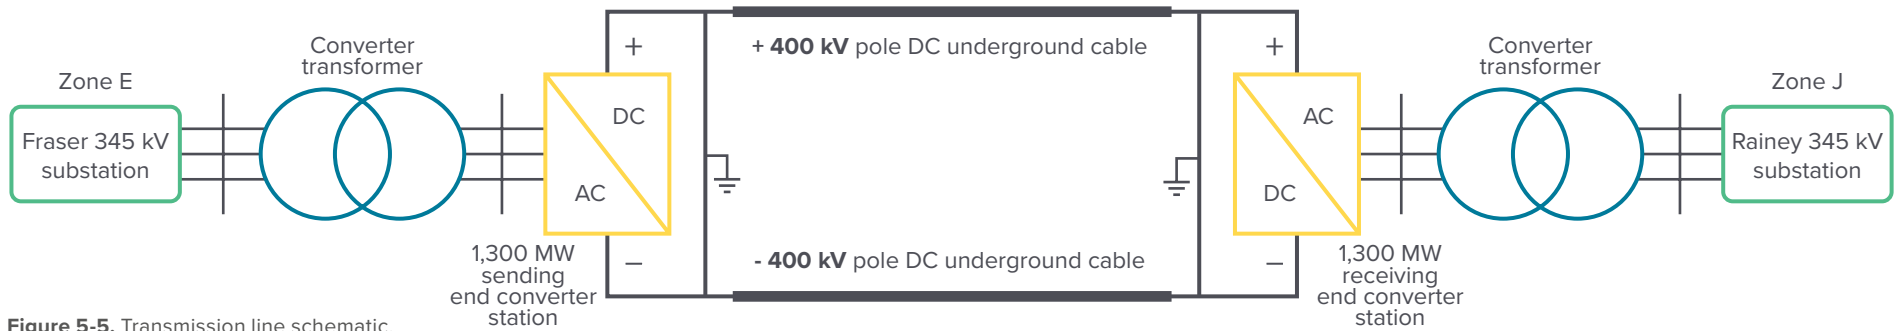 Zone E
Fraser 345 kV
substation
Converter
transformer
DC
AC
+
−
1,300 MW
sending
end converter
station
+ 400 kV pole DC underground cable
- 400 kV pole DC underground cable
+
−
AC
DC
1,300 MW
receiving
end converter
station
Converter
transformer
Zone J
Rainey 345 kV
substation
Figure 5-5. Transmission line schematic